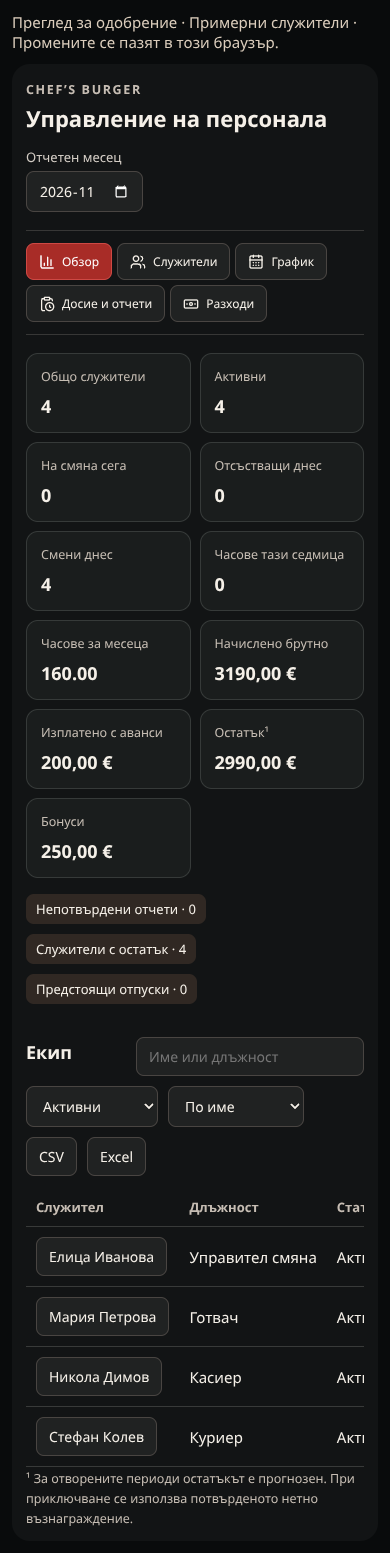 Преглед за одобрение · Примерни служители ·
Промените се пазят в този браузър.
CHEF'S BURGER
Управление на персонала
Отчетен месец
2026-11
Обзор
Служители
График
Досие и отчети
Разходи
Общо служители
Активни
4
4
На смяна сега
Отсъстващи днес
0
0
Смени днес
Часове тази седмица
4
0
Часове за месеца
Начислено брутно
160.00
3190,00 €
Изплатено с аванси
Остатък¹
200,00 €
2990,00 €
Бонуси
250,00 €
Непотвърдени отчети · 0
Служители с остатък · 4
Предстоящи отпуски · 0
Екип
Име или длъжност
Активни
По име
CSV
Excel
Служител
Длъжност
Стат
Елица Иванова
Управител смяна
Акти
Мария Петрова
Готвач
Акти
Никола Димов
Касиер
Акти
Стефан Колев
Куриер
Акти
¹ За отворените периоди остатъкът е прогнозен. При
приключване се използва потвърденото нетно
възнаграждение.